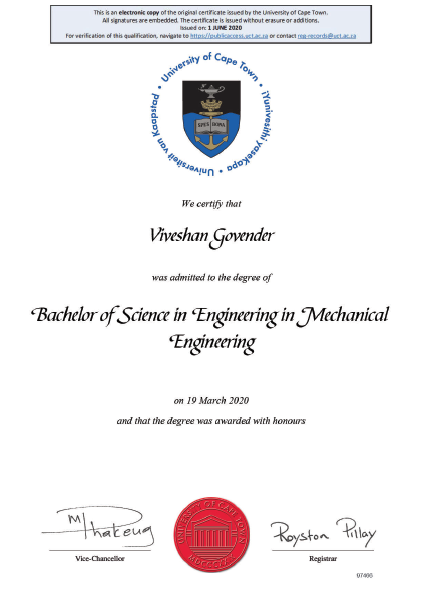 This is an electronic copy of the original certificate issued by the University of Cape Town.
All signatures are embedded. The certificate is issued without erasure or additions.
Issued on: 1 JUNE 2020
For verification of this qualification, navigate to https://publicaccess.uct.ac.za or contact reg-records@uct.ac.za
University of Cape Town • iYunivesithi yaseKapa • Universiteit van Kaapstad •
SPES BONA
We certify that
Viveshan Govender
was admitted to the degree of
Bachelor of Science in Engineering in Mechanical
Engineering
on 19 March 2020
and that the degree was awarded with honours
MPhakeng
Royston Pillay
UNIVERSITY OF CAPE TOWN
Vice-Chancellor
Registrar
97466